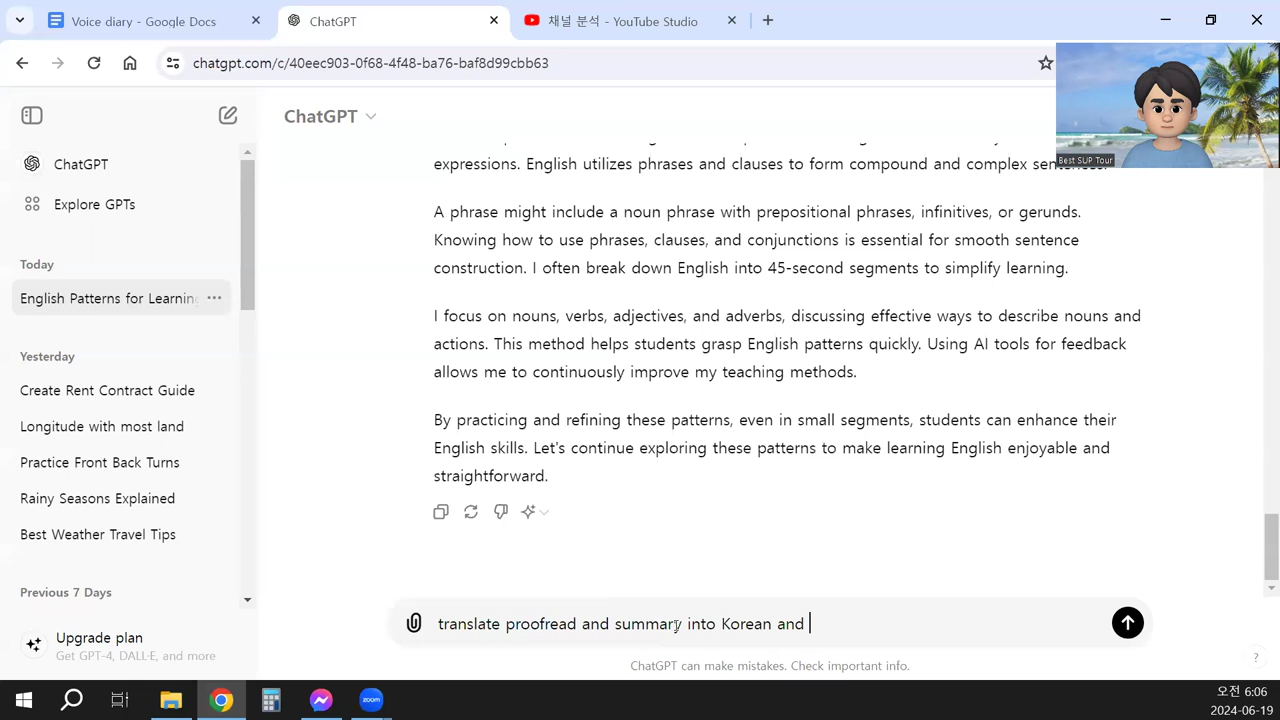 Voice diary - Google Docs
ChatGPT
채널 분석 - YouTube Studio
chatgpt.com/c/40eec903-0f68-4f48-ba76-baf8d99cbb63
Best SUP Tour
ChatGPT
ChatGPT
Explore GPTs
Today
English Patterns for Learning
Yesterday
Create Rent Contract Guide
Longitude with most land
Practice Front Back Turns
Rainy Seasons Explained
Best Weather Travel Tips
Previous 7 Days
Upgrade plan
Get GPT-4, DALL·E, and more
expressions. English utilizes phrases and clauses to form compound and complex sentences.
A phrase might include a noun phrase with prepositional phrases, infinitives, or gerunds.
Knowing how to use phrases, clauses, and conjunctions is essential for smooth sentence
construction. I often break down English into 45-second segments to simplify learning.
I focus on nouns, verbs, adjectives, and adverbs, discussing effective ways to describe nouns and
actions. This method helps students grasp English patterns quickly. Using AI tools for feedback
allows me to continuously improve my teaching methods.
By practicing and refining these patterns, even in small segments, students can enhance their
English skills. Let's continue exploring these patterns to make learning English enjoyable and
straightforward.
translate proofread and summary into Korean and
ChatGPT can make mistakes. Check important info.
?
zoom
오전 6:06
2024-06-19